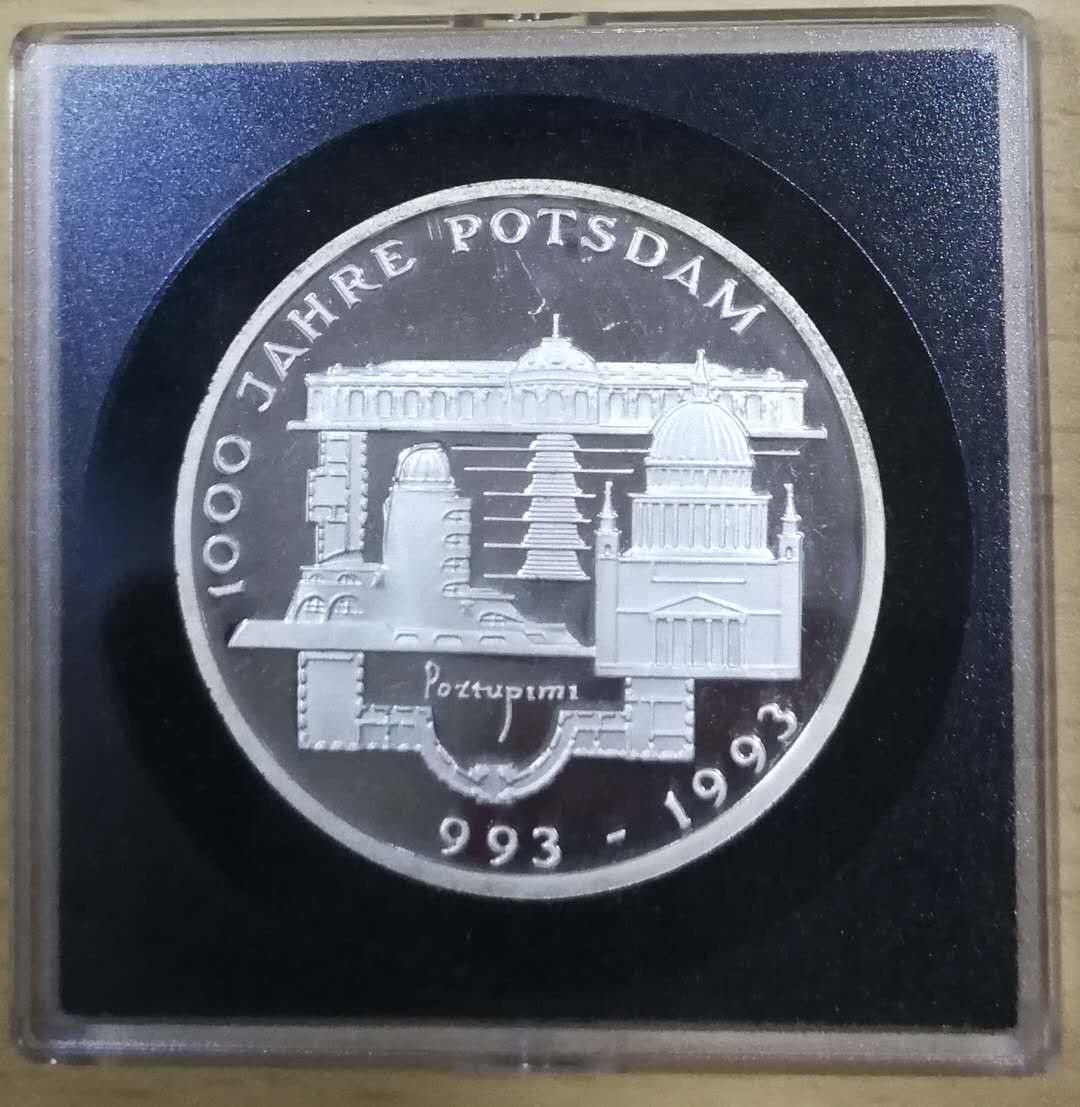 1000 JAHRE POTSDAM
Poztupimi
993 - 1993